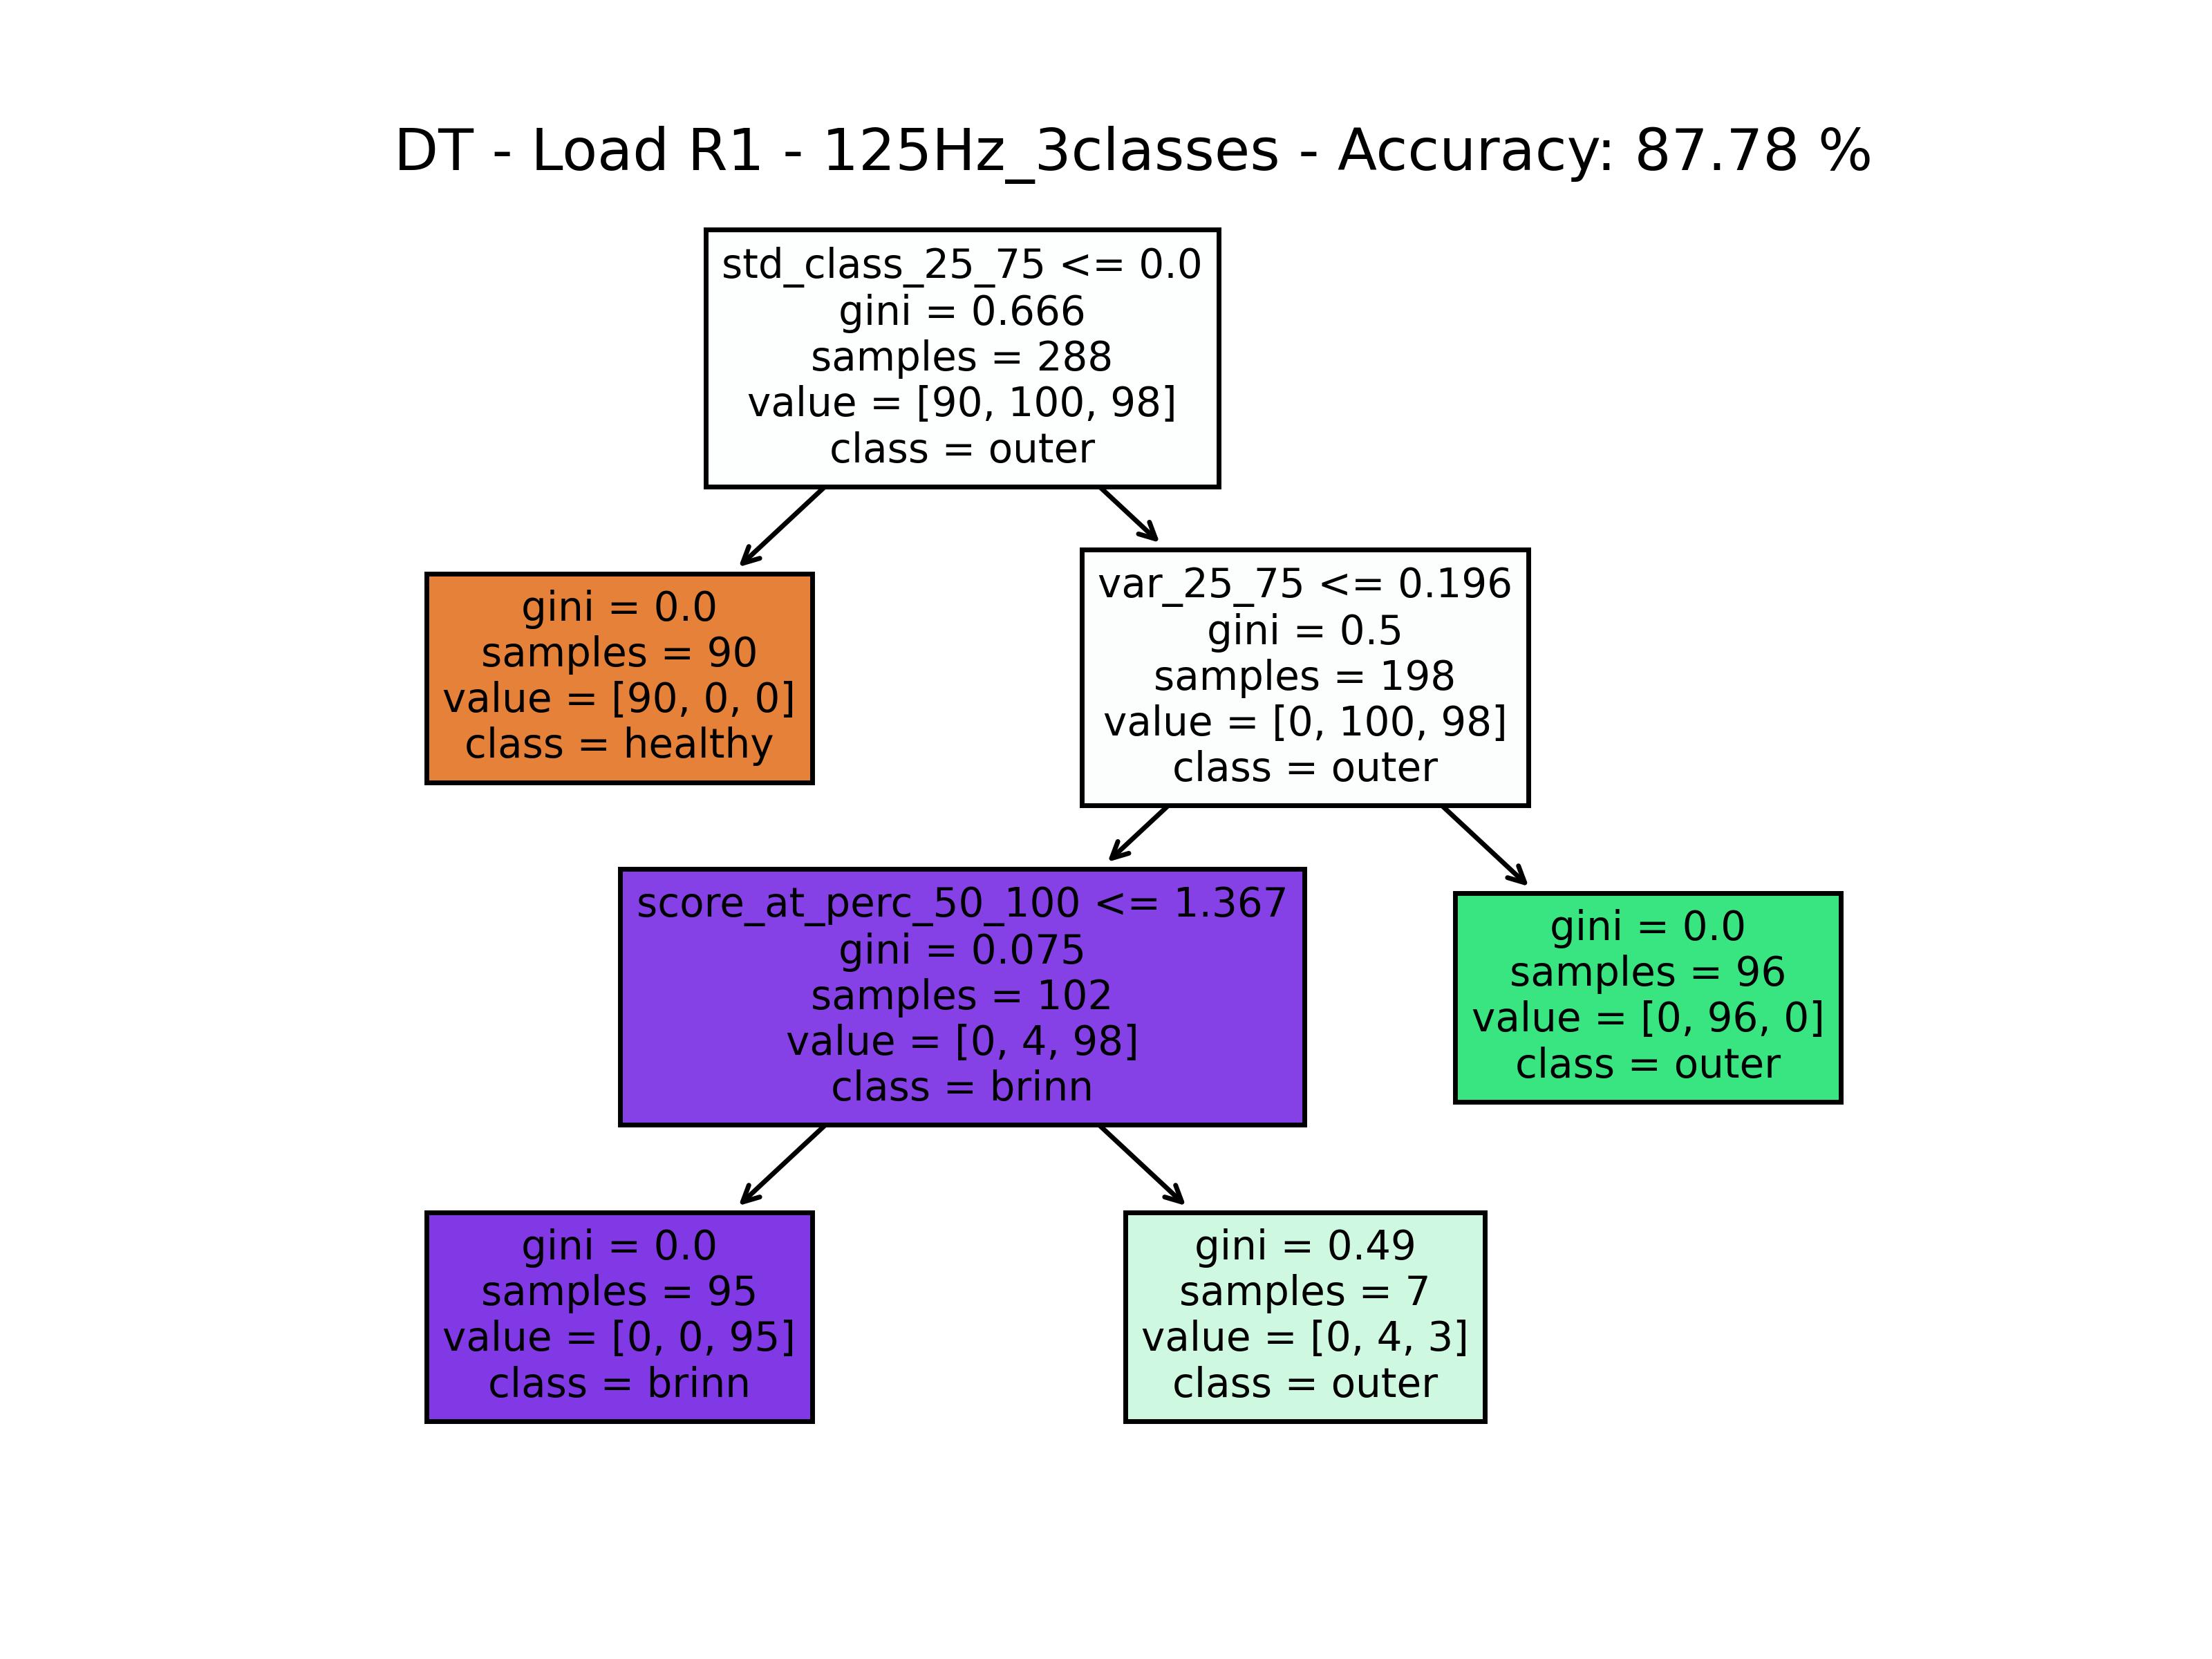 DT - Load R1 - 125Hz_3classes - Accuracy: 87.78 %
std_class_25_75 <= 0.0
gini = 0.666
samples = 288
value = [90, 100, 98]
class = outer
gini = 0.0
samples = 90
value = [90, 0, 0]
class = healthy
var_25_75 <= 0.196
gini = 0.5
samples = 198
value = [0, 100, 98]
class = outer
score_at_perc_50_100 <= 1.367
gini = 0.075
samples = 102
value = [0, 4, 98]
class = brinn
gini = 0.0
samples = 96
value = [0, 96, 0]
class = outer
gini = 0.0
samples = 95
value = [0, 0, 95]
class = brinn
gini = 0.49
samples = 7
value = [0, 4, 3]
class = outer